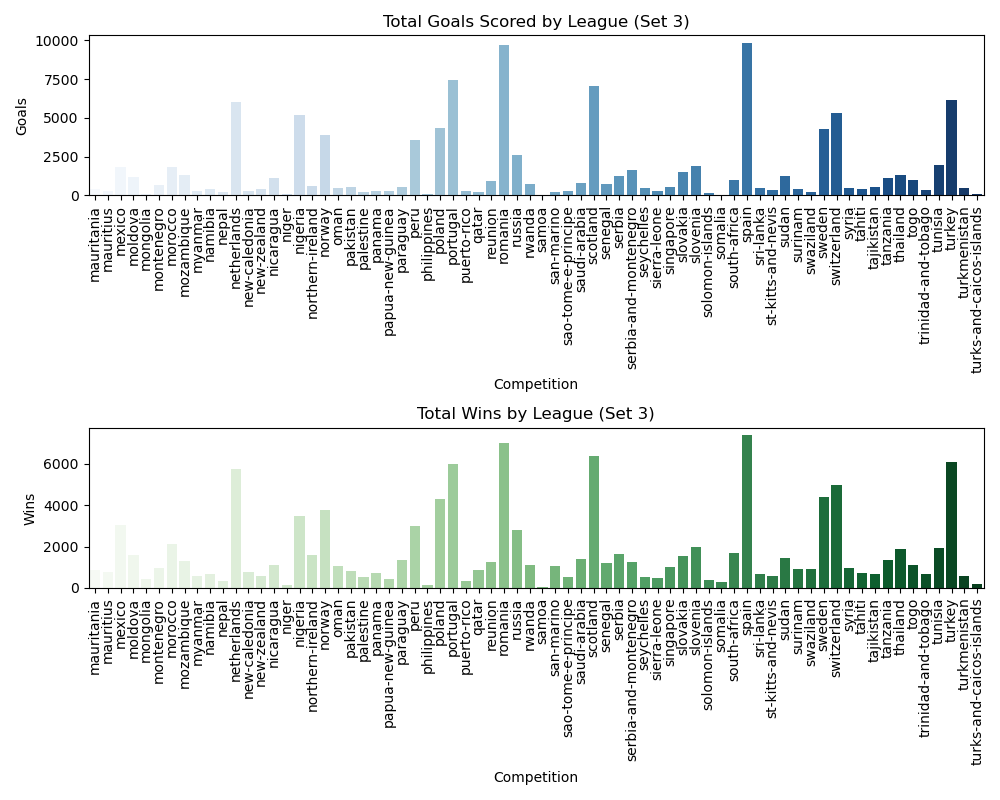 Total Goals Scored by League (Set 3)
10000
7500
5000
2500
0
Goals
mauritania
mauritius
mexico
moldova
mongolia
montenegro
morocco
mozambique
myanmar
namibia
nepal
netherlands
new-caledonia
new-zealand
nicaragua
niger
nigeria
northern-ireland
norway
oman
pakistan
palestine
panama
papua-new-guinea
paraguay
peru
philippines
poland
portugal
puerto-rico
qatar
reunion
romania
russia
rwanda
samoa
san-marino
sao-tome-e-principe
saudi-arabia
scotland
senegal
serbia
serbia-and-montenegro
seychelles
sierra-leone
singapore
slovakia
slovenia
solomon-islands
somalia
south-africa
spain
sri-lanka
st-kitts-and-nevis
sudan
surinam
swaziland
sweden
switzerland
syria
tahiti
tajikistan
tanzania
thailand
togo
trinidad-and-tobago
tunisia
turkey
turkmenistan
turks-and-caicos-islands
Competition
Total Wins by League (Set 3)
6000
4000
2000
0
Wins
mauritania
mauritius
mexico
moldova
mongolia
montenegro
morocco
mozambique
myanmar
namibia
nepal
netherlands
new-caledonia
new-zealand
nicaragua
niger
nigeria
northern-ireland
norway
oman
pakistan
palestine
panama
papua-new-guinea
paraguay
peru
philippines
poland
portugal
puerto-rico
qatar
reunion
romania
russia
rwanda
samoa
san-marino
sao-tome-e-principe
saudi-arabia
scotland
senegal
serbia
serbia-and-montenegro
seychelles
sierra-leone
singapore
slovakia
slovenia
solomon-islands
somalia
south-africa
spain
sri-lanka
st-kitts-and-nevis
sudan
surinam
swaziland
sweden
switzerland
syria
tahiti
tajikistan
tanzania
thailand
togo
trinidad-and-tobago
tunisia
turkey
turkmenistan
turks-and-caicos-islands
Competition